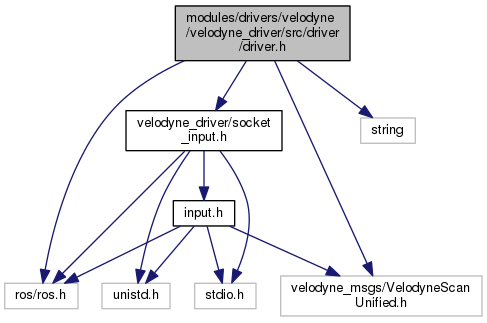 modules/drivers/velodyne
/velodyne_driver/src/driver
/driver.h
velodyne_driver/socket
_input.h
string
input.h
ros/ros.h
unistd.h
stdio.h
velodyne_msgs/VelodyneScan
Unified.h